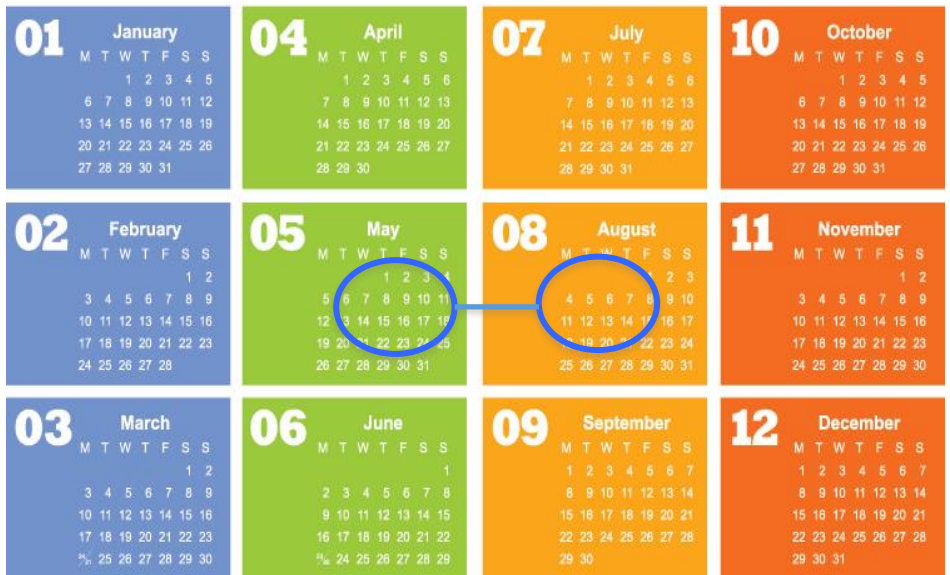 01
January
M T W T F S S
1 2 3 4 5
6 7 8 9 10 11 12
13 14 15 16 17 18 19
20 21 22 23 24 25 26
27 28 29 30 31
02
February
M T W T F S S
1 2
3 4 5 6 7 8 9
10 11 12 13 14 15 16
17 18 19 20 21 22 23
24 25 26 27 28
03
March
M T W T F S S
1 2
3 4 5 6 7 8 9
10 11 12 13 14 15 16
17 18 19 20 21 22 23
24/31 25 26 27 28 29 30
04
April
M T W T F S S
1 2 3 4 5 6
7 8 9 10 11 12 13
14 15 16 17 18 19 20
21 22 23 24 25 26 27
28 29 30
05
May
M T W T F S S
1 2 3 4
5 6 7 8 9 10 11
12 13 14 15 16 17 18
19 20 21 22 23 24 25
26 27 28 29 30 31
06
June
M T W T F S S
1
2 3 4 5 6 7 8
9 10 11 12 13 14 15
16 17 18 19 20 21 22
23/30 24 25 26 27 28 29
07
July
M T W T F S S
1 2 3 4 5 6
7 8 9 10 11 12 13
14 15 16 17 18 19 20
21 22 23 24 25 26 27
28 29 30 31
08
August
M T W T F S S
1 2 3
4 5 6 7 8 9 10
11 12 13 14 15 16 17
18 19 20 21 22 23 24
25 26 27 28 29 30 31
09
September
M T W T F S S
1 2 3 4 5 6 7
8 9 10 11 12 13 14
15 16 17 18 19 20 21
22 23 24 25 26 27 28
29 30
10
October
M T W T F S S
1 2 3 4 5
6 7 8 9 10 11 12
13 14 15 16 17 18 19
20 21 22 23 24 25 26
27 28 29 30 31
11
November
M T W T F S S
1 2
3 4 5 6 7 8 9
10 11 12 13 14 15 16
17 18 19 20 21 22 23
24 25 26 27 28 29 30
12
December
M T W T F S S
1 2 3 4 5 6 7
8 9 10 11 12 13 14
15 16 17 18 19 20 21
22 23 24 25 26 27 28
29 30 31